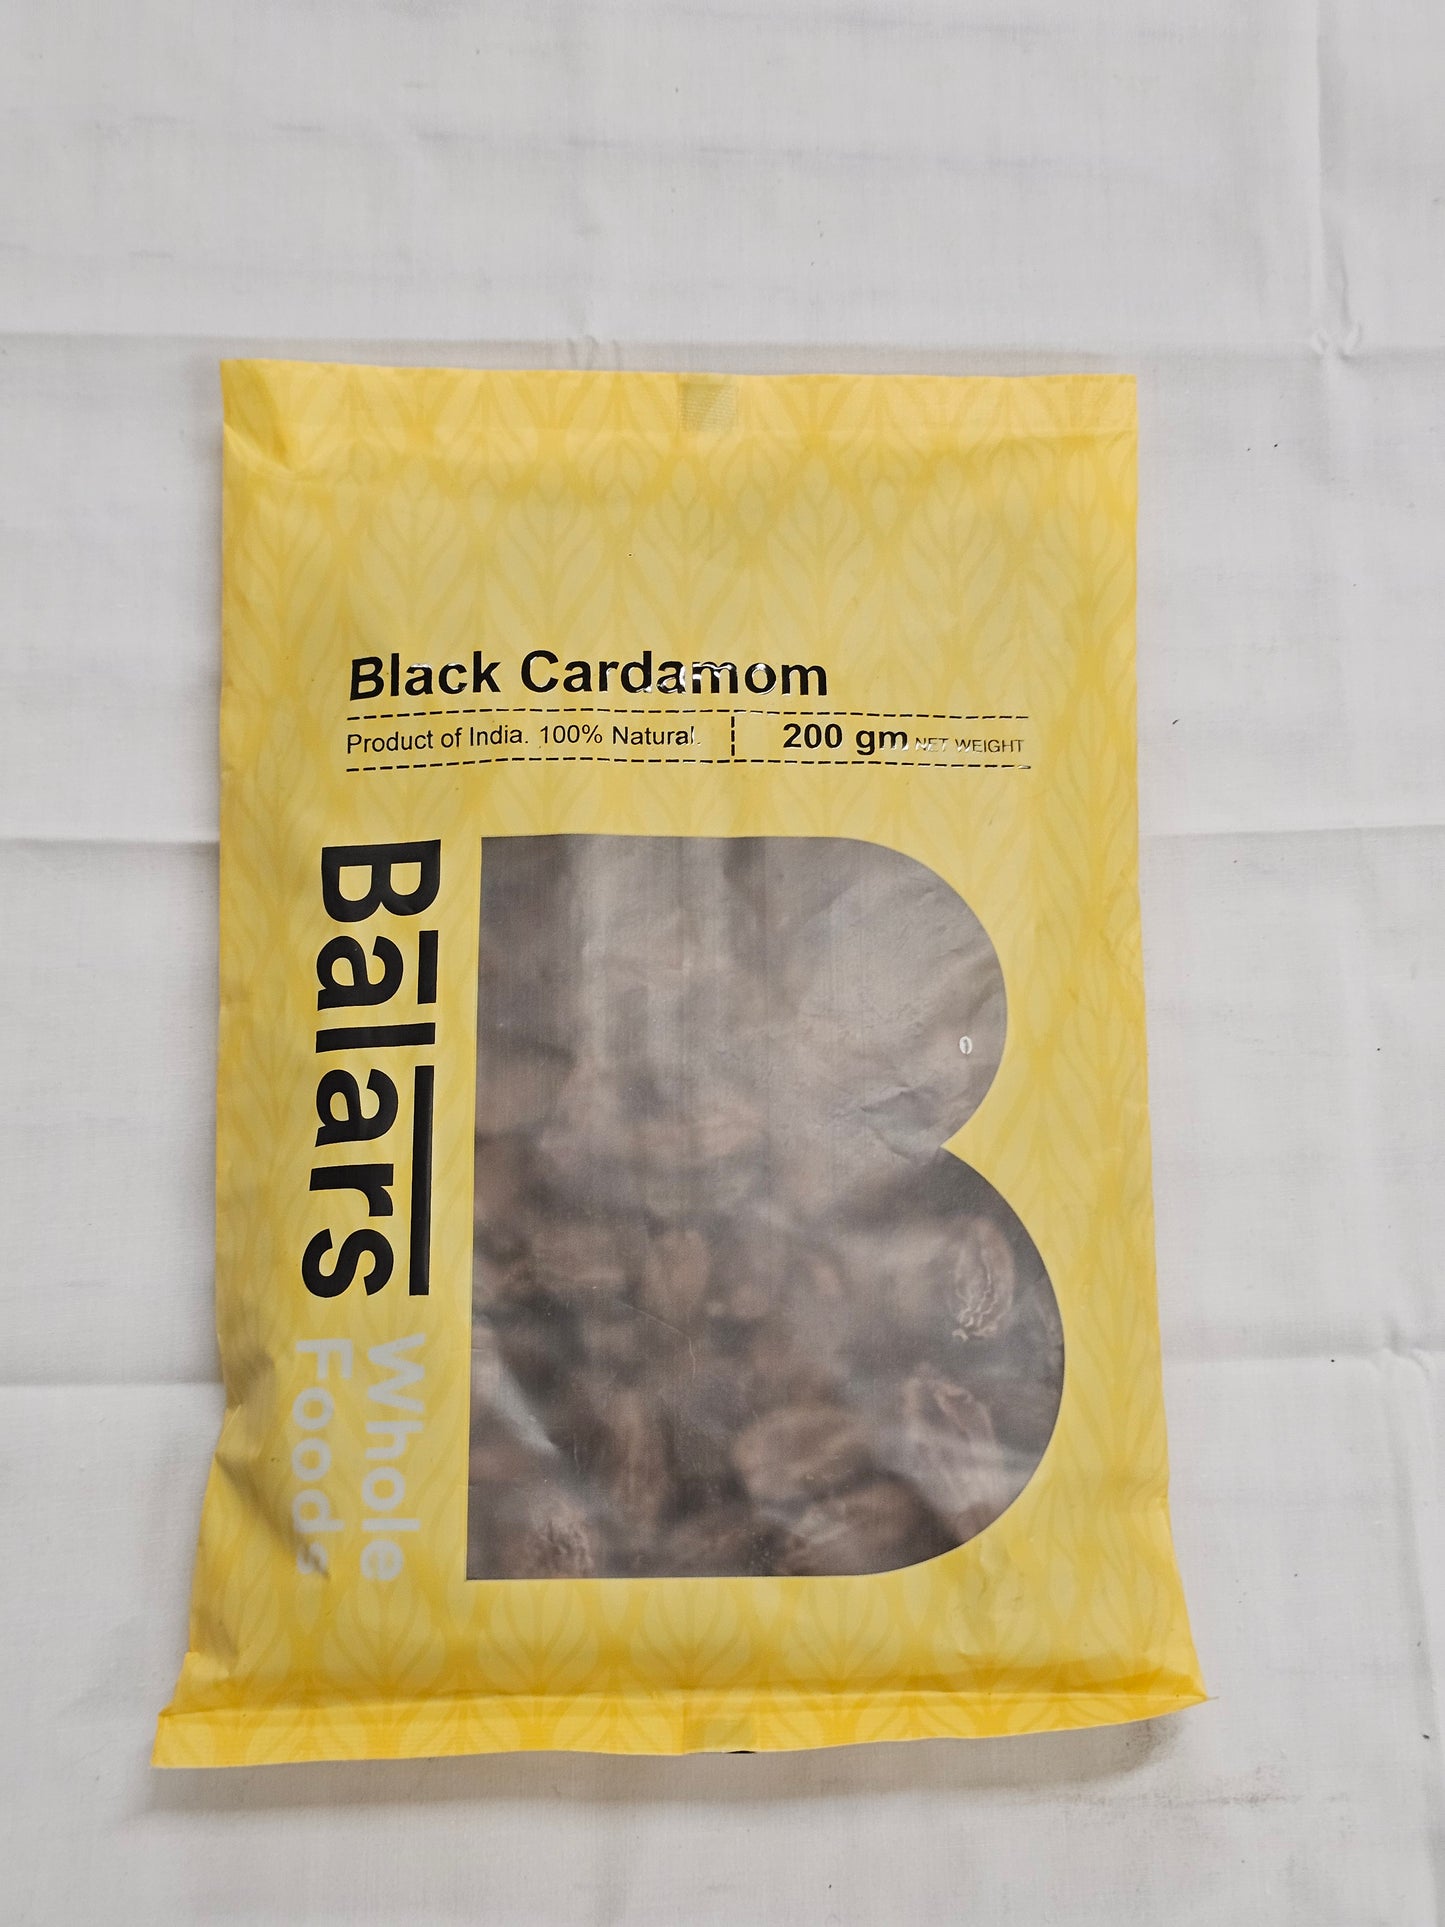 Black Cardamom
Product of India. 100% Natural.
200 gm NET WEIGHT
Bālars
Whole
Foods